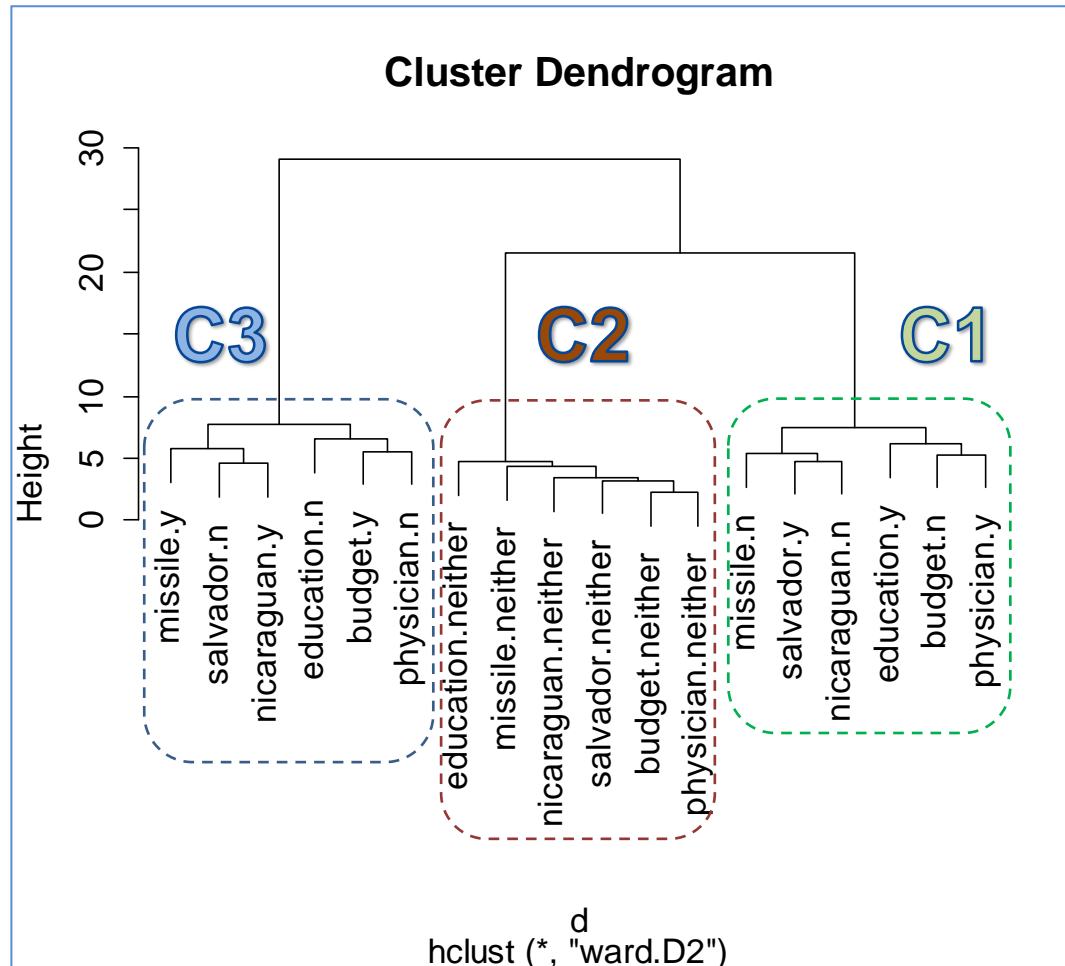 Cluster Dendrogram
Height
30
20
10
5
0
C3
C2
C1
missile.y
salvador.n
nicaraguan.y
education.n
budget.y
physician.n
education.neither
missile.neither
nicaraguan.neither
salvador.neither
budget.neither
physician.neither
missile.n
salvador.y
nicaraguan.n
education.y
budget.n
physician.y
d
hclust (*, "ward.D2")